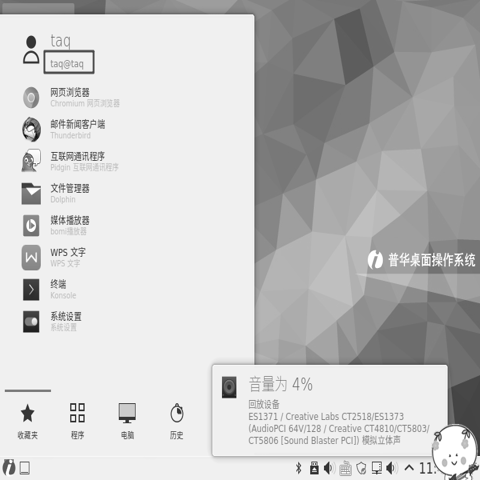 taq
taq@taq
网页浏览器
Chromium 网页浏览器
邮件新闻客户端
Thunderbird
互联网通讯程序
Pidgin 互联网通讯程序
文件管理器
Dolphin
媒体播放器
bomi播放器
WPS 文字
WPS 文字
终端
Konsole
系统设置
系统设置
普华桌面操作系统
音量为 4%
回放设备
ES1371 / Creative Labs CT2518/ES1373
(AudioPCI 64V/128 / Creative CT4810/CT5803/
CT5806 [Sound Blaster PCI]) 模拟立体声
收藏夹 程序 电脑 历史
11: